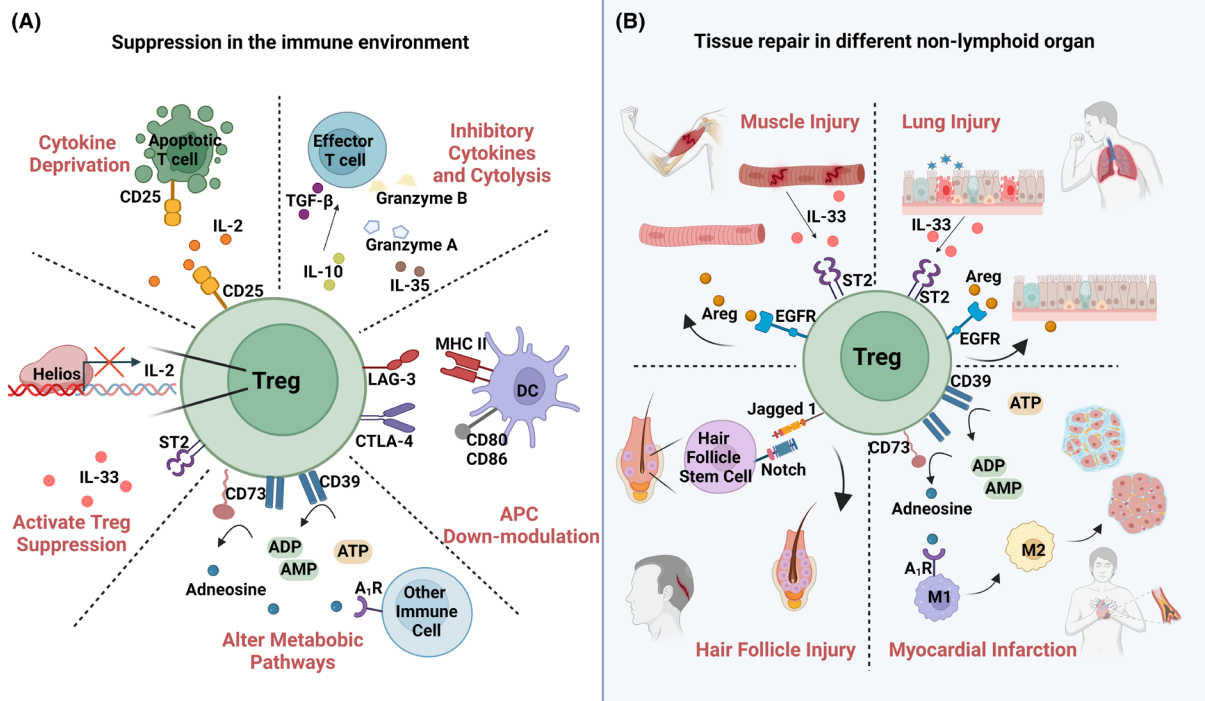 (A)
Suppression in the immune environment
Cytokine
Deprivation
Apoptotic
T cell
CD25
IL-2
CD25
Effector
T cell
Inhibitory
Cytokines
and Cytolysis
TGF-β
Granzyme B
Granzyme A
IL-10
IL-35
Helios
IL-2
Treg
MHC II
LAG-3
DC
CTLA-4
CD80
CD86
ST2
IL-33
Activate Treg
Suppression
CD73
CD39
APC
Down-modulation
ADP
AMP
ATP
Adneosine
A1R
Other
Immune
Cell
Alter Metabobic
Pathways
(B)
Tissue repair in different non-lymphoid organ
Muscle Injury
Lung Injury
IL-33
IL-33
ST2
ST2
Areg
EGFR
Areg
EGFR
Treg
CD39
Jagged 1
Hair
Follicle
Stem Cell
Notch
CD73
ATP
ADP
AMP
Adneosine
A1R
M1
M2
Hair Follicle Injury
Myocardial Infarction